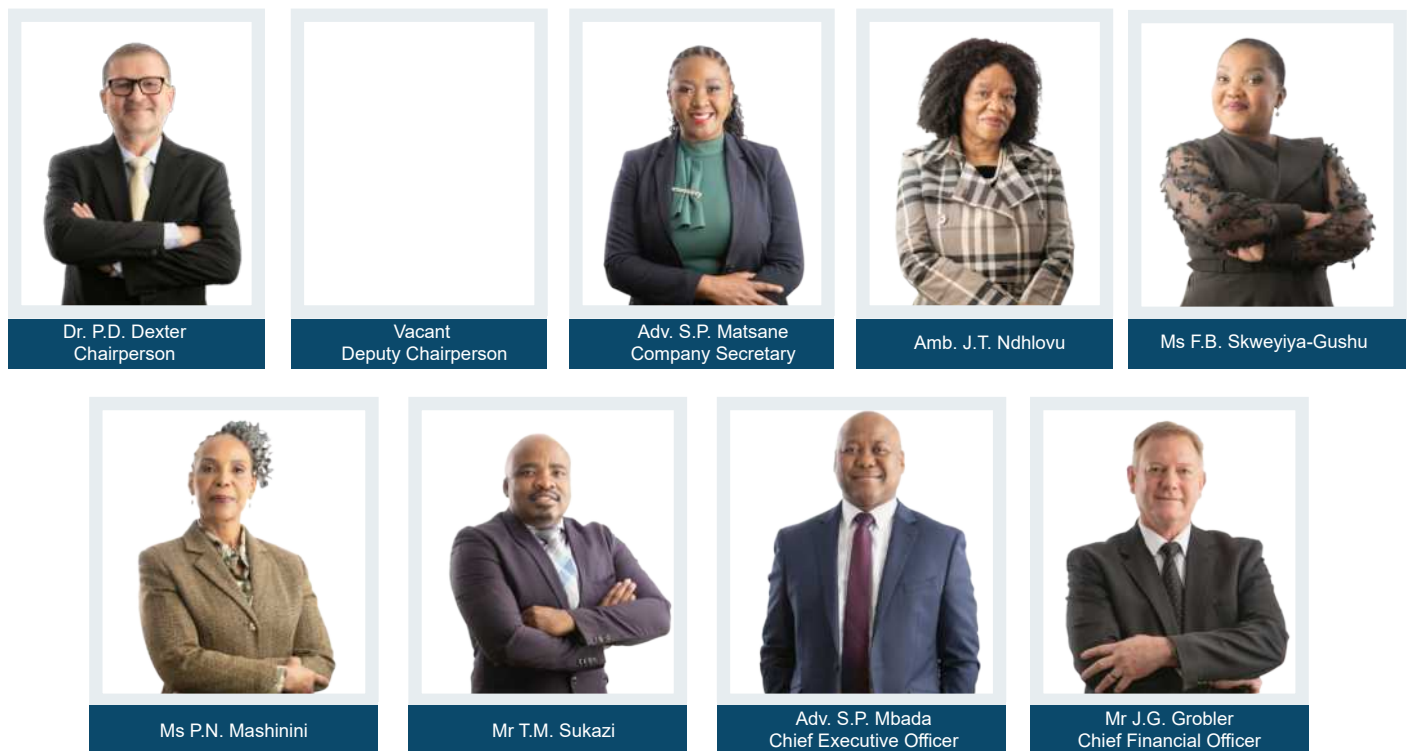 Dr. P.D. Dexter
Chairperson
Vacant
Deputy Chairperson
Adv. S.P. Matsane
Company Secretary
Amb. J.T. Ndhlovu
Ms F.B. Skweyiya-Gushu
Ms P.N. Mashinini
Mr T.M. Sukazi
Adv. S.P. Mbada
Chief Executive Officer
Mr J.G. Grobler
Chief Financial Officer